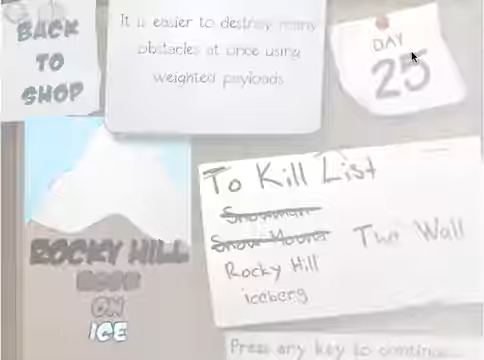 BACK
TO
SHOP
It is easier to destroy many
obstacles at once using
weighted payloads
DAY
25
To Kill List
Snowman
Snow Mound
The Wall
Rocky Hill
iceberg
ROCKY HILL
ON
ICE
Press any key to continue...